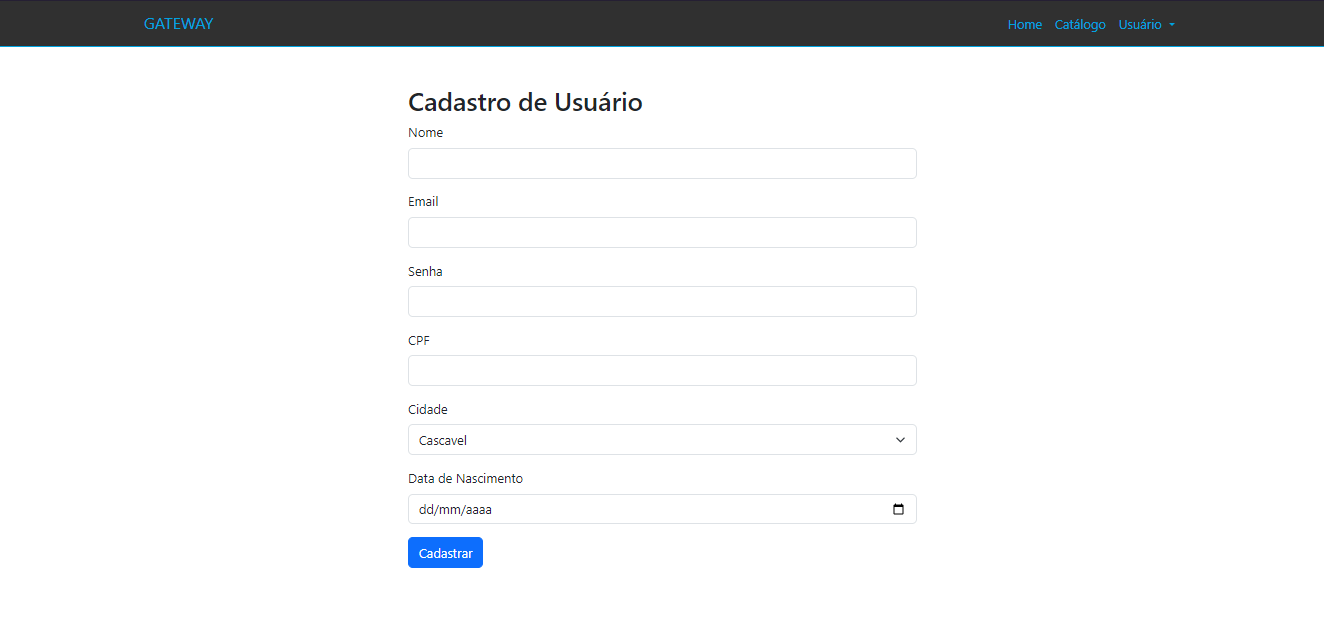 GATEWAY
Home Catálogo Usuário
Cadastro de Usuário
Nome
Email
Senha
CPF
Cidade
Cascavel
Data de Nascimento
dd/mm/aaaa
Cadastrar